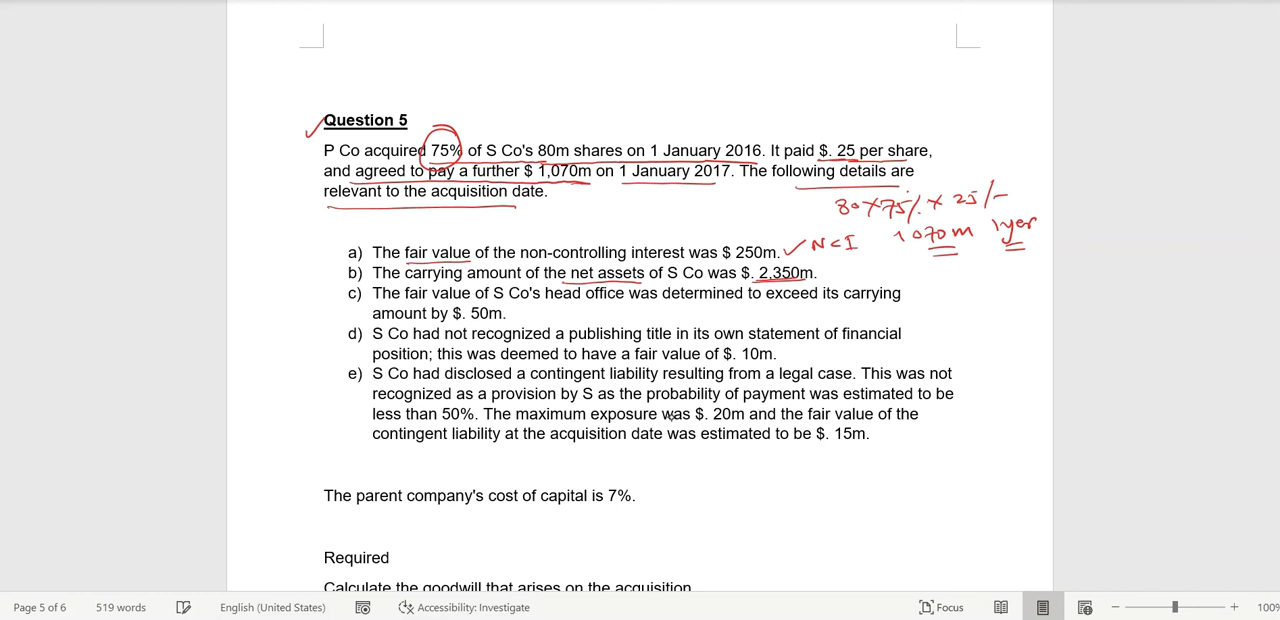 Question 5
P Co acquired 75% of S Co's 80m shares on 1 January 2016. It paid $. 25 per share,
and agreed to pay a further $ 1,070m on 1 January 2017. The following details are
relevant to the acquisition date.
80 x 75% x 25/-
a) The fair value of the non-controlling interest was $ 250m. NCI 1070m 1yer
b) The carrying amount of the net assets of S Co was $. 2,350m.
c) The fair value of S Co's head office was determined to exceed its carrying
amount by $. 50m.
d) S Co had not recognized a publishing title in its own statement of financial
position; this was deemed to have a fair value of $. 10m.
e) S Co had disclosed a contingent liability resulting from a legal case. This was not
recognized as a provision by S as the probability of payment was estimated to be
less than 50%. The maximum exposure was $. 20m and the fair value of the
contingent liability at the acquisition date was estimated to be $. 15m.
The parent company's cost of capital is 7%.
Required
Calculate the goodwill that arises on the acquisition
Page 5 of 6 519 words English (United States) Accessibility: Investigate Focus 100%